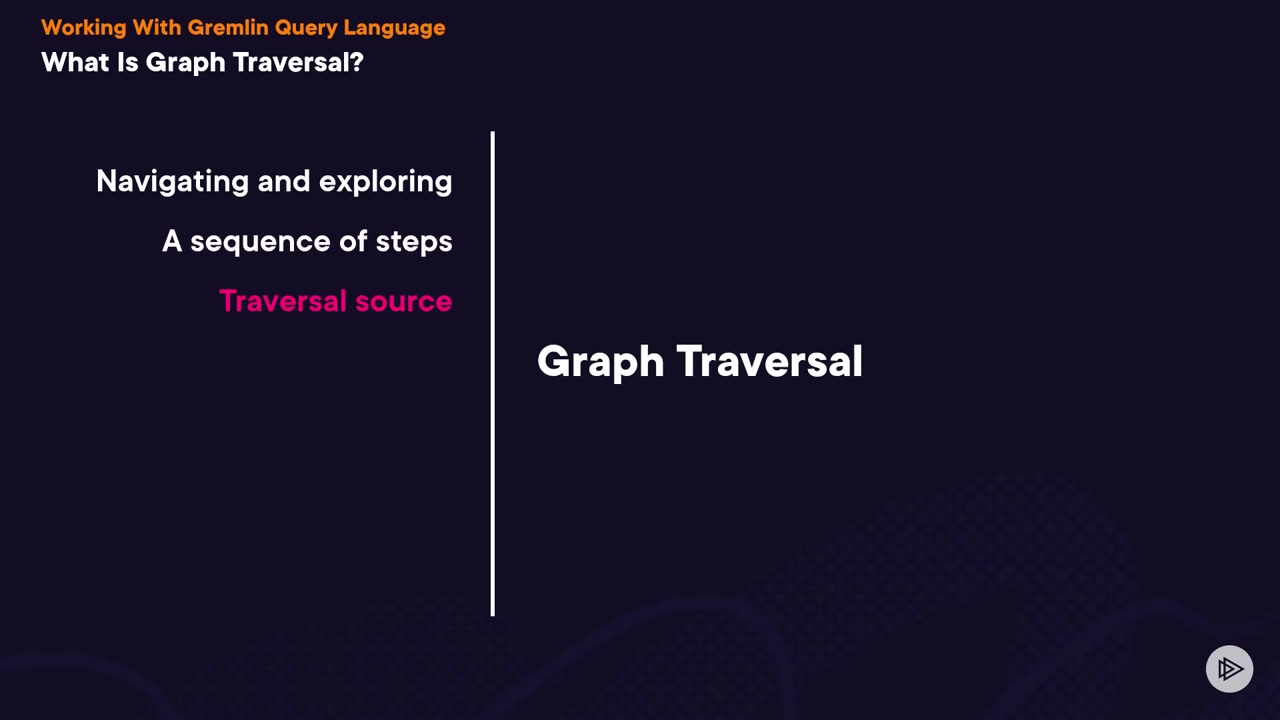 Working With Gremlin Query Language
What Is Graph Traversal?
Navigating and exploring
A sequence of steps
Traversal source
Graph Traversal